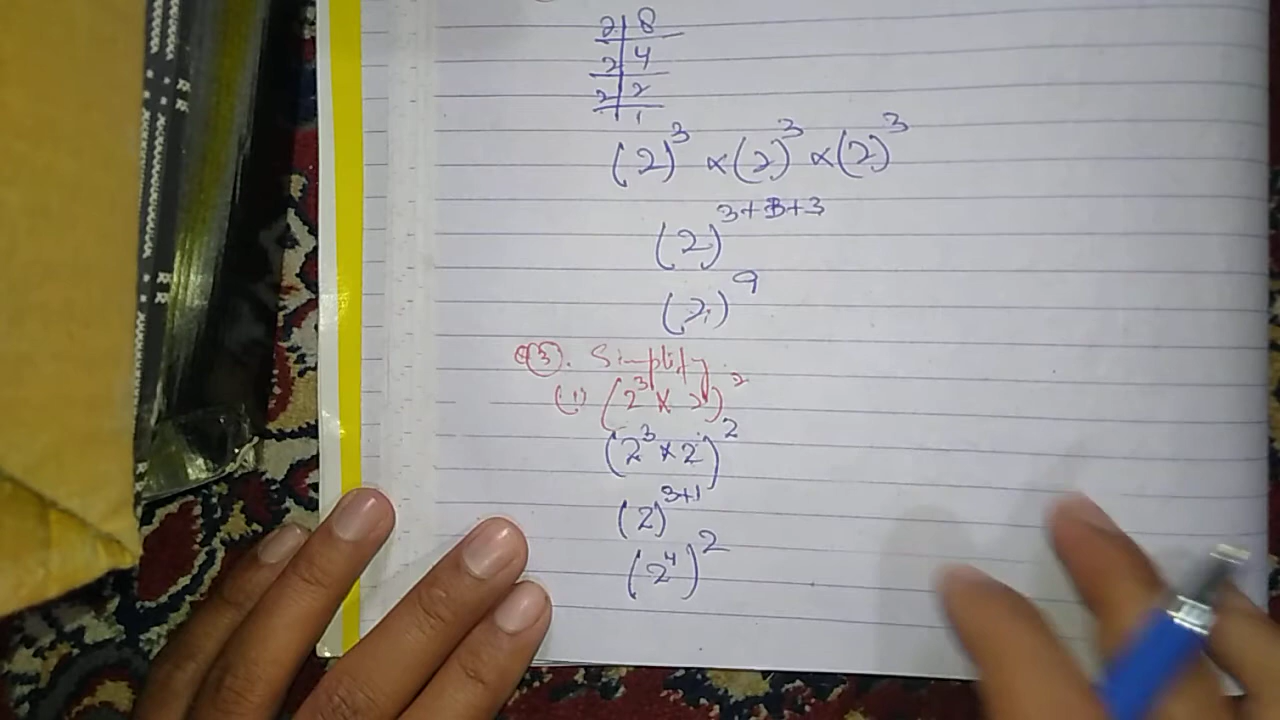 2 | 8
2 | 4
2 | 2
1
(2)³ × (2)³ × (2)³
(2)³⁺³⁺³
(2)⁹
Q3. Simplify
(i) (2³ × 2)²
(2³ × 2)²
(2)³⁺¹
(2⁴)²